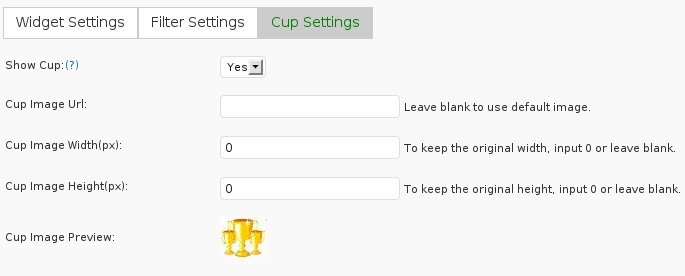 Widget Settings Filter Settings Cup Settings
Show Cup:(?) Yes
Cup Image Url: Leave blank to use default image.
Cup Image Width(px): 0 To keep the original width, input 0 or leave blank.
Cup Image Height(px): 0 To keep the original height, input 0 or leave blank.
Cup Image Preview: